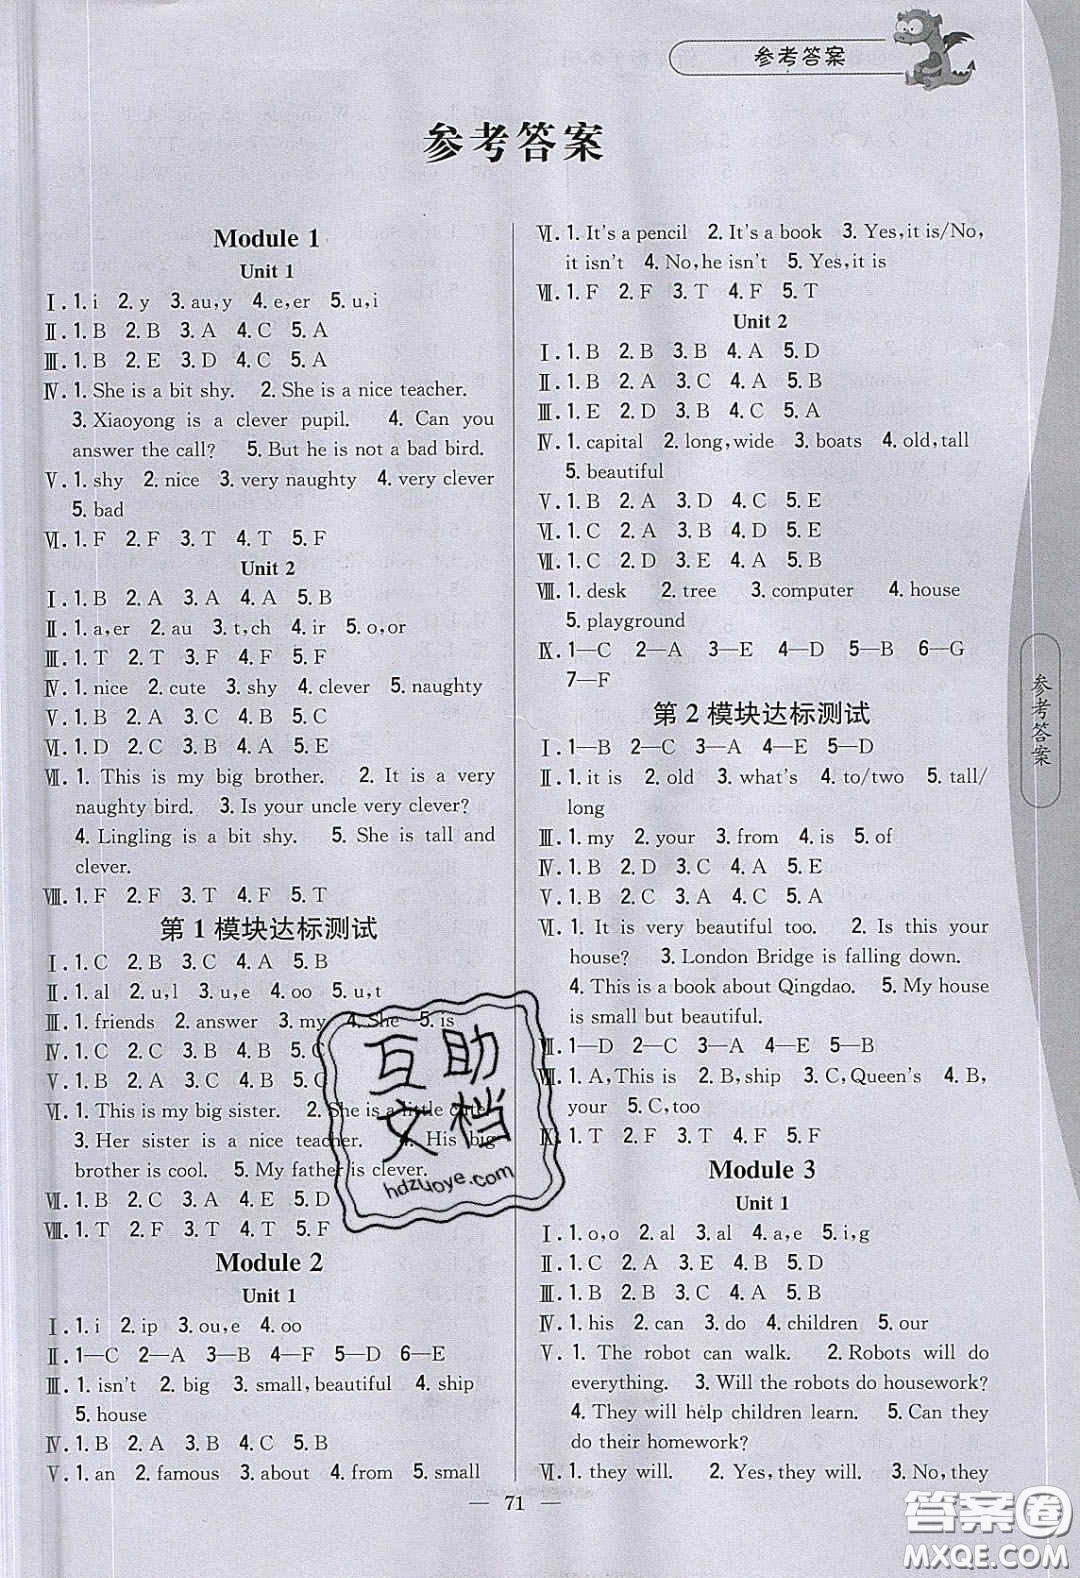 参考答案
参考答案
Module 1
Unit 1
Ⅰ.1. i 2. y 3. au,y 4. e,er 5. u,i
Ⅱ.1. B 2. B 3. A 4. C 5. A
Ⅲ.1. B 2. E 3. D 4. C 5. A
Ⅳ.1. She is a bit shy. 2. She is a nice teacher.
3. Xiaoyong is a clever pupil. 4. Can you
answer the call? 5. But he is not a bad bird.
Ⅴ.1. shy 2. nice 3. very naughty 4. very clever
5. bad
Ⅵ.1. F 2. F 3. T 4. T 5. F
Unit 2
Ⅰ.1. B 2. A 3. A 4. A 5. B
Ⅱ.1. a,er 2. au 3. t,ch 4. ir 5. o,or
Ⅲ.1. T 2. T 3. F 4. F 5. F
Ⅳ.1. nice 2. cute 3. shy 4. clever 5. naughty
Ⅴ.1. B 2. A 3. A 4. B 5. C
Ⅵ.1. D 2. C 3. B 4. A 5. E
Ⅶ.1. This is my big brother. 2. It is a very
naughty bird. 3. Is your uncle very clever?
4. Lingling is a bit shy. 5. She is tall and
clever.
Ⅷ.1. F 2. F 3. T 4. F 5. T
第 1 模块达标测试
Ⅰ.1. C 2. B 3. C 4. A 5. B
Ⅱ.1. al 2. u,l 3. u,e 4. oo 5. u,t
Ⅲ.1. friends 2. answer 3. my 4. She 5. is
Ⅳ.1. C 2. C 3. B 4. B 5. C
Ⅴ.1. B 2. A 3. B 4. B 5. C
Ⅵ.1. This is my big sister. 2. She is a little cute.
3. Her sister is a nice teacher. 4. His big
brother is cool. 5. My father is clever.
Ⅶ.1. B 2. C 3. A 4. E 5. D
Ⅷ.1. T 2. F 3. T 4. T 5. F
Module 2
Unit 1
Ⅰ.1. i 2. ip 3. ou,e 4. oo
Ⅱ.1—C 2—A 3—F 4—D 5—B 6—E
Ⅲ.1. isn't 2. big 3. small,beautiful 4. ship
5. house
Ⅳ.1. B 2. A 3. B 4. C 5. B
Ⅴ.1. an 2. famous 3. about 4. from 5. small
Ⅵ.1. It's a pencil 2. It's a book 3. Yes,it is/No,
it isn't 4. No,he isn't 5. Yes,it is
Ⅶ.1. F 2. F 3. T 4. F 5. T
Unit 2
Ⅰ.1. B 2. B 3. B 4. A 5. D
Ⅱ.1. B 2. A 3. C 4. A 5. B
Ⅲ.1. E 2. D 3. B 4. C 5. A
Ⅳ.1. capital 2. long,wide 3. boats 4. old,tall
5. beautiful
Ⅴ.1. B 2. A 3. D 4. C 5. E
Ⅵ.1. C 2. A 3. D 4. B 5. E
Ⅶ.1. C 2. C 3. B 4. A 5. B
Ⅷ.1. desk 2. tree 3. computer 4. house
5. playground
Ⅸ.1—C 2—A 3—E 4—D 5—B 6—G
7—F
第 2 模块达标测试
Ⅰ.1—B 2—C 3—A 4—E 5—D
Ⅱ.1. it is 2. old 3. what's 4. to/two 5. tall/
long
Ⅲ.1. my 2. your 3. from 4. is 5. of
Ⅳ.1. B 2. D 3. C 4. A 5. E
Ⅴ.1. B 2. C 3. A 4. C 5. A
Ⅵ.1. It is very beautiful too. 2. Is this your
house? 3. London Bridge is falling down.
4. This is a book about Qingdao. 5. My house
is small but beautiful.
Ⅶ.1—D 2—C 3—A 4—E 5—B
Ⅷ.1. A,This is 2. B,ship 3. C,Queen's 4. B,
your 5. C,too
Ⅸ.1. T 2. F 3. F 4. T 5. F
Module 3
Unit 1
Ⅰ.1. o,o 2. al 3. al 4. a,e 5. i,g
Ⅱ.1. C 2. A 3. E 4. B 5. D
Ⅲ.1. B 2. B 3. C 4. A 5. B
Ⅳ.1. his 2. can 3. do 4. children 5. our
Ⅴ.1. The robot can walk. 2. Robots will do
everything. 3. Will the robots do housework?
4. They will help children learn. 5. Can they
do their homework?
Ⅵ.1. they will. 2. Yes,they will. 3. No,they
参考答案
— 71 —
互助
文档
hdzuoye.com
答案圈
MXQE.COM